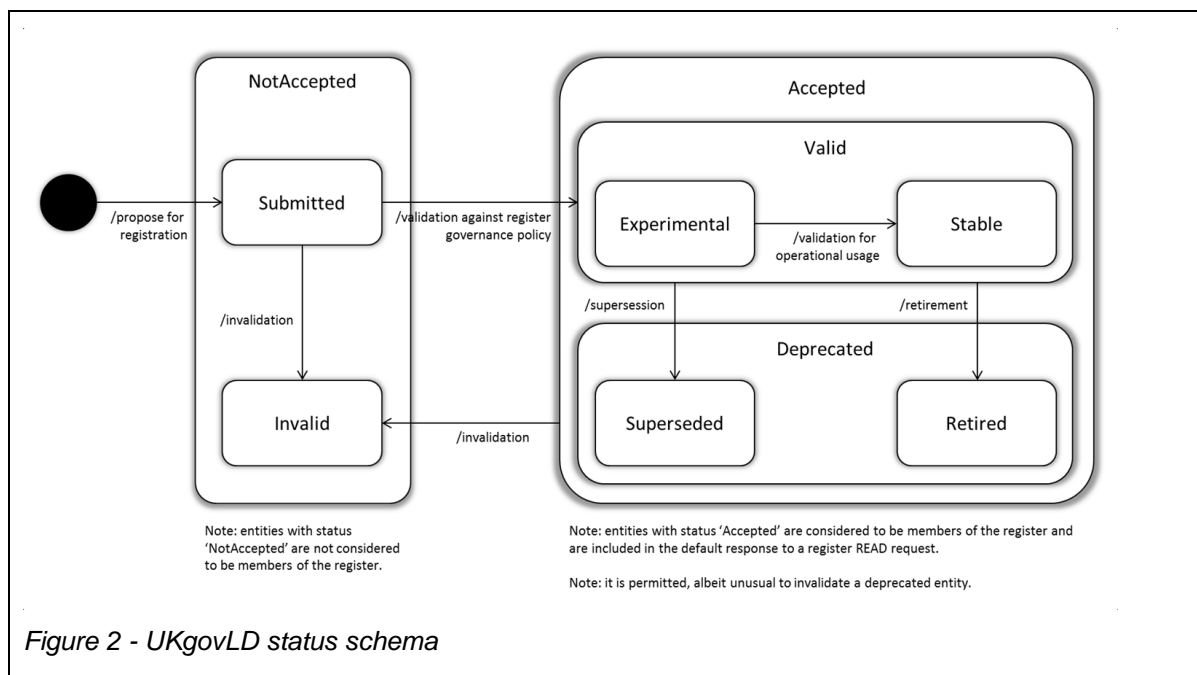 NotAccepted
Accepted
Valid
Submitted
Experimental
Stable
/propose for
registration
/validation against register
governance policy
/validation for
operational usage
/invalidation
/supersession
/retirement
Deprecated
Invalid
/invalidation
Superseded
Retired
Note: entities with status
‘NotAccepted’ are not considered
to be members of the register.
Note: entities with status ‘Accepted’ are considered to be members of the register and
are included in the default response to a register READ request.
Note: it is permitted, albeit unusual to invalidate a deprecated entity.
Figure 2 - UKgovLD status schema